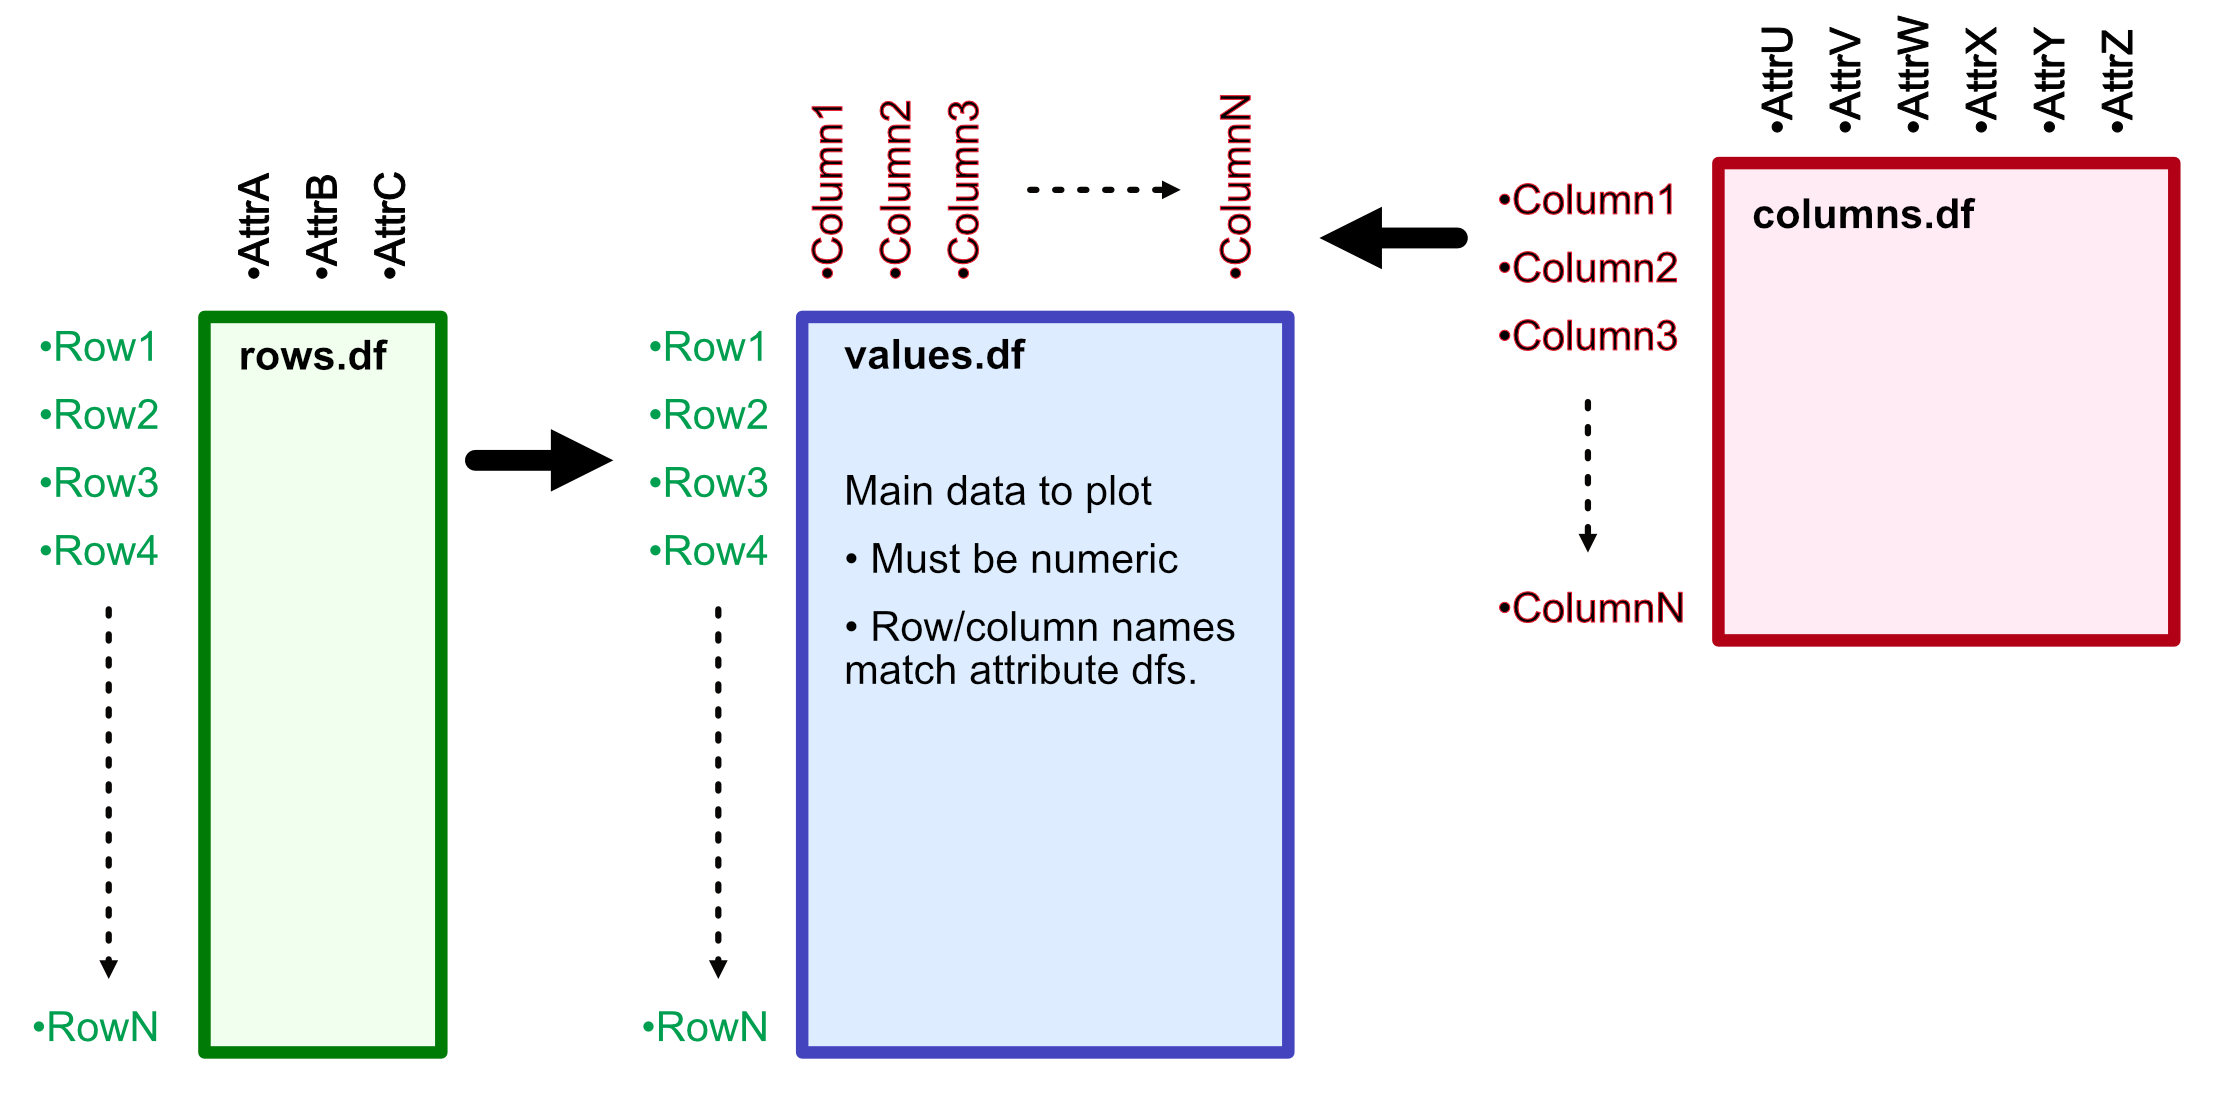 •AttrA
•AttrB
•AttrC
•Row1
•Row2
•Row3
•Row4
•RowN
rows.df
•Column1
•Column2
•Column3
•ColumnN
•Row1
•Row2
•Row3
•Row4
•RowN
values.df
Main data to plot
• Must be numeric
• Row/column names
match attribute dfs.
•AttrU
•AttrV
•AttrW
•AttrX
•AttrY
•AttrZ
•Column1
•Column2
•Column3
•ColumnN
columns.df